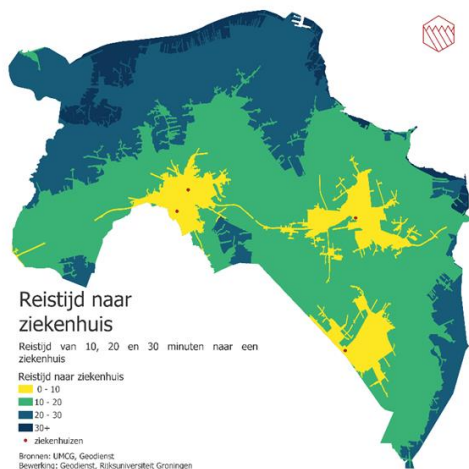 Reistijd naar
ziekenhuis
Reistijd van 10, 20 en 30 minuten naar een
ziekenhuis
Reistijd naar ziekenhuis
0 - 10
10 - 20
20 - 30
30+
ziekenhuizen
Bronnen: UMCG, Geodienst
Bewerking: Geodienst, Rijksuniversiteit Groningen